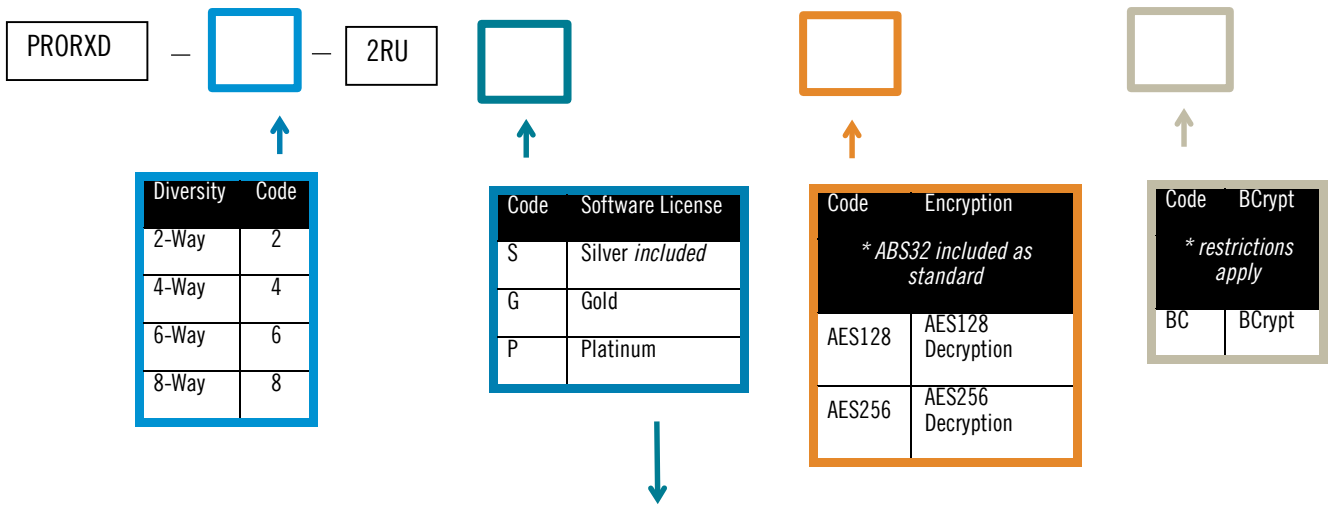 PRORXD – – 2RU
Diversity Code
2-Way 2
4-Way 4
6-Way 6
8-Way 8
Code Software License
S Silver included
G Gold
P Platinum
Code Encryption
* ABS32 included as
standard
AES128 AES128
Decryption
AES256 AES256
Decryption
Code BCrypt
* restrictions
apply
BC BCrypt